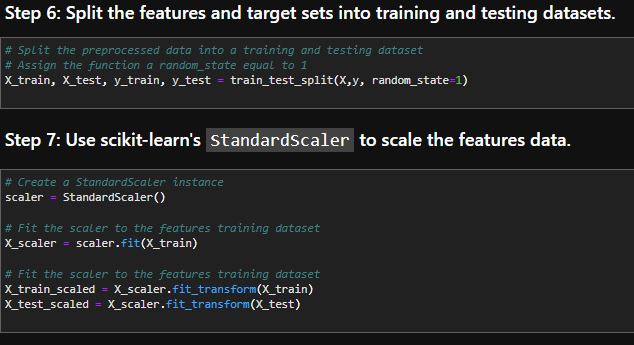 Step 6: Split the features and target sets into training and testing datasets.
# Split the preprocessed data into a training and testing dataset
# Assign the function a random_state equal to 1
X_train, X_test, y_train, y_test = train_test_split(X,y, random_state=1)
Step 7: Use scikit-learn's StandardScaler to scale the features data.
# Create a StandardScaler instance
scaler = StandardScaler()
# Fit the scaler to the features training dataset
X_scaler = scaler.fit(X_train)
# Fit the scaler to the features training dataset
X_train_scaled = X_scaler.fit_transform(X_train)
X_test_scaled = X_scaler.fit_transform(X_test)